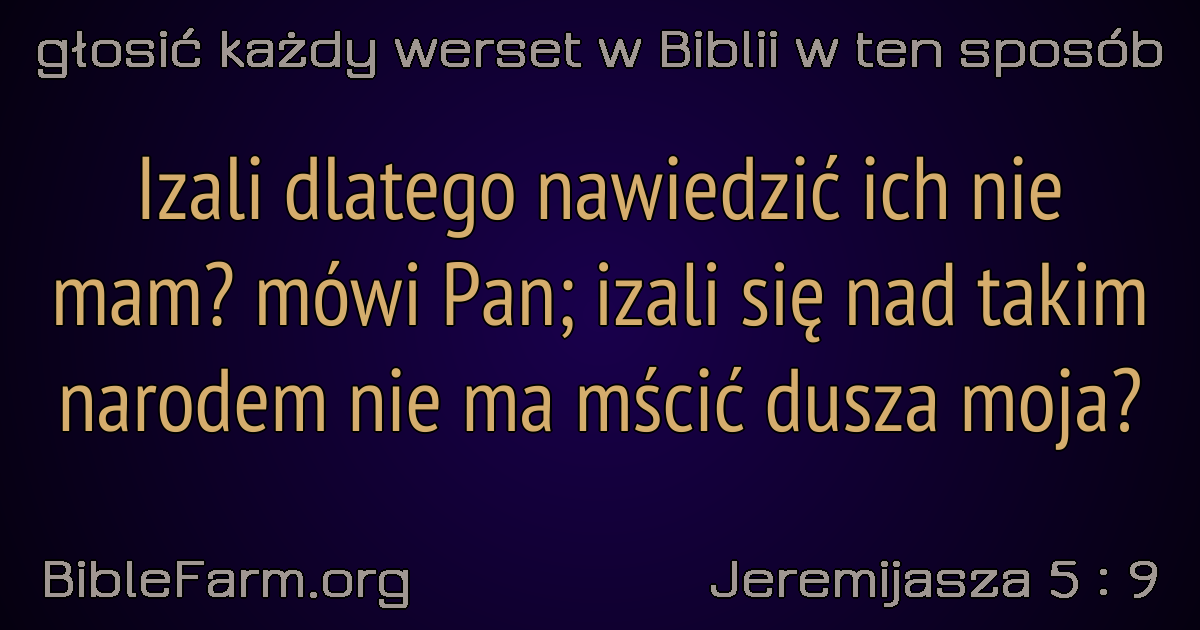 głosić każdy werset w Biblii w ten sposób
Izali dlatego nawiedzić ich nie
mam? mówi Pan; izali się nad takim
narodem nie ma mścić dusza moja?
BibleFarm.org
Jeremijasza 5 : 9